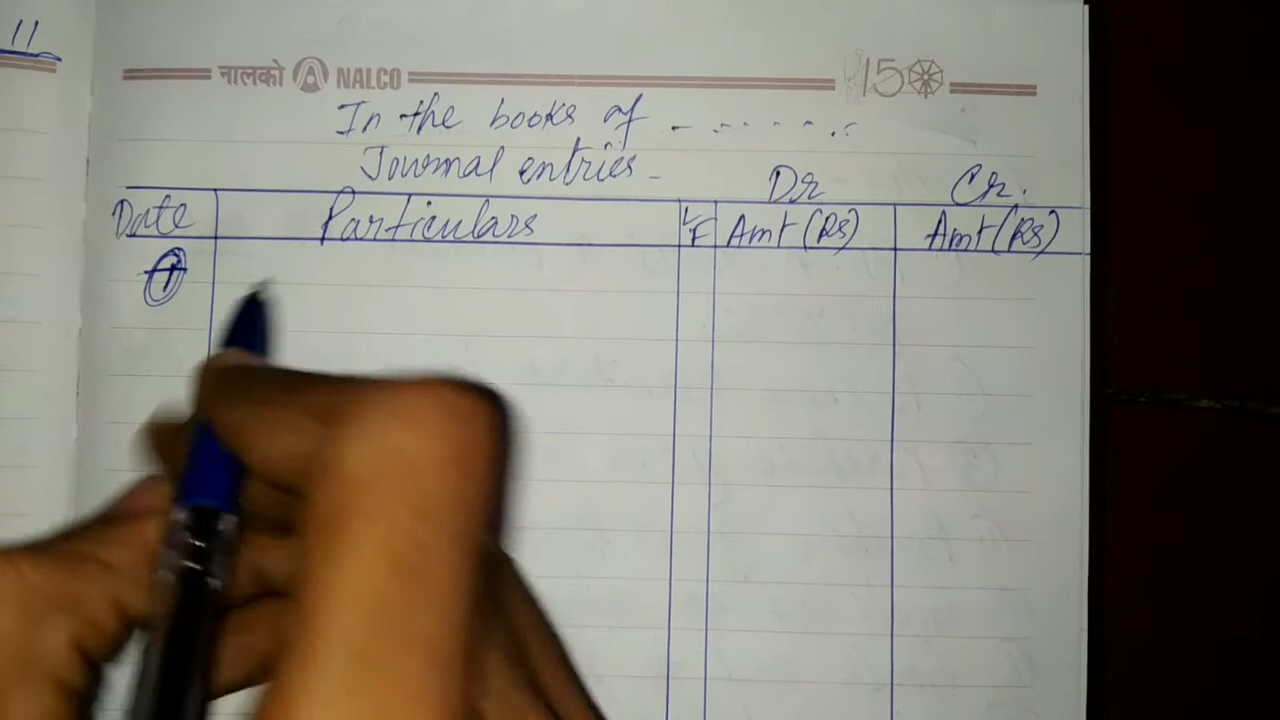 11
नालको NALCO 150
In the books of - - - - - - -
Journal entries -
Dr Cr.
Date Particulars LF Amt (Rs) Amt (Rs)
1